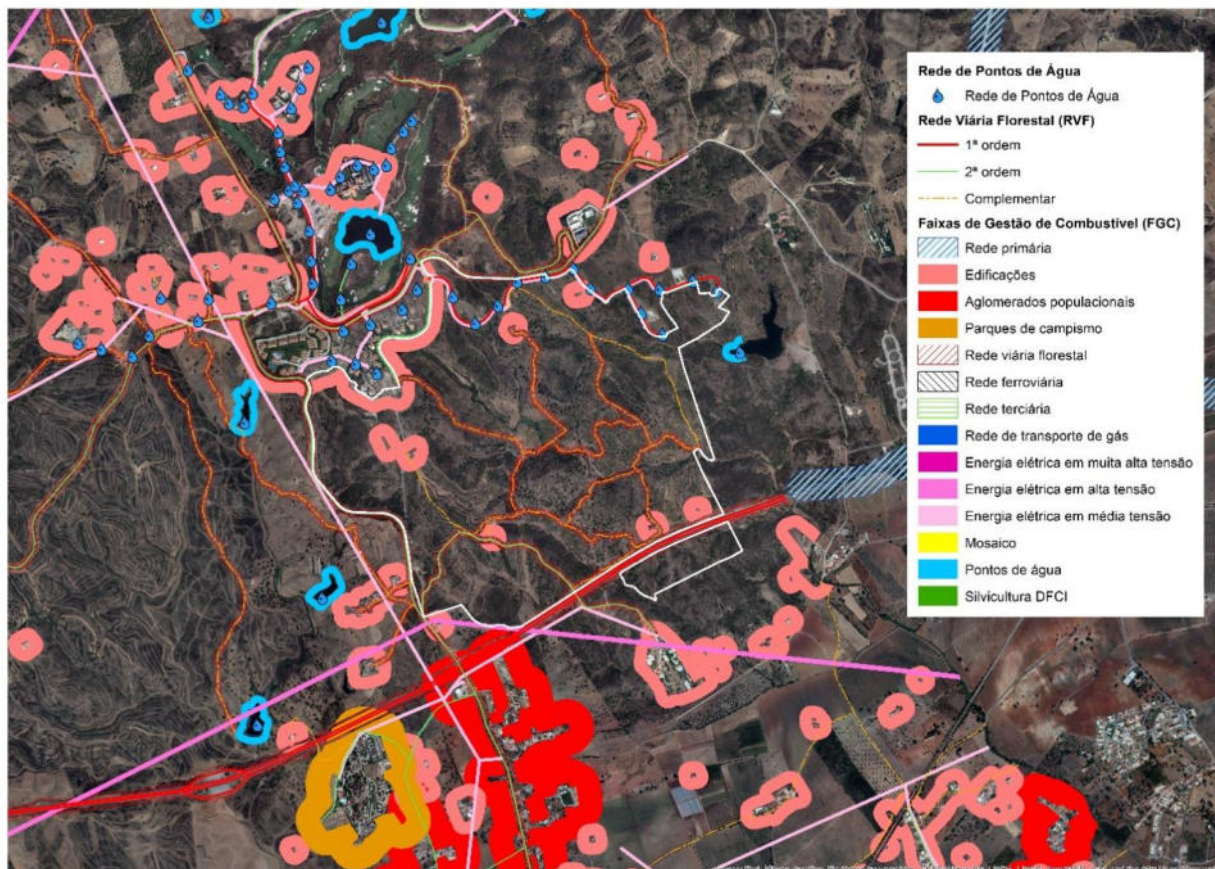 Rede de Pontos de Água
Rede de Pontos de Água
Rede Viária Florestal (RVF)
1ª ordem
2ª ordem
Complementar
Faixas de Gestão de Combustível (FGC)
Rede primária
Edificações
Aglomerados populacionais
Parques de campismo
Rede viária florestal
Rede ferroviária
Rede terciária
Rede de transporte de gás
Energia elétrica em muita alta tensão
Energia elétrica em alta tensão
Energia elétrica em média tensão
Mosaico
Pontos de água
Silvicultura DFCI